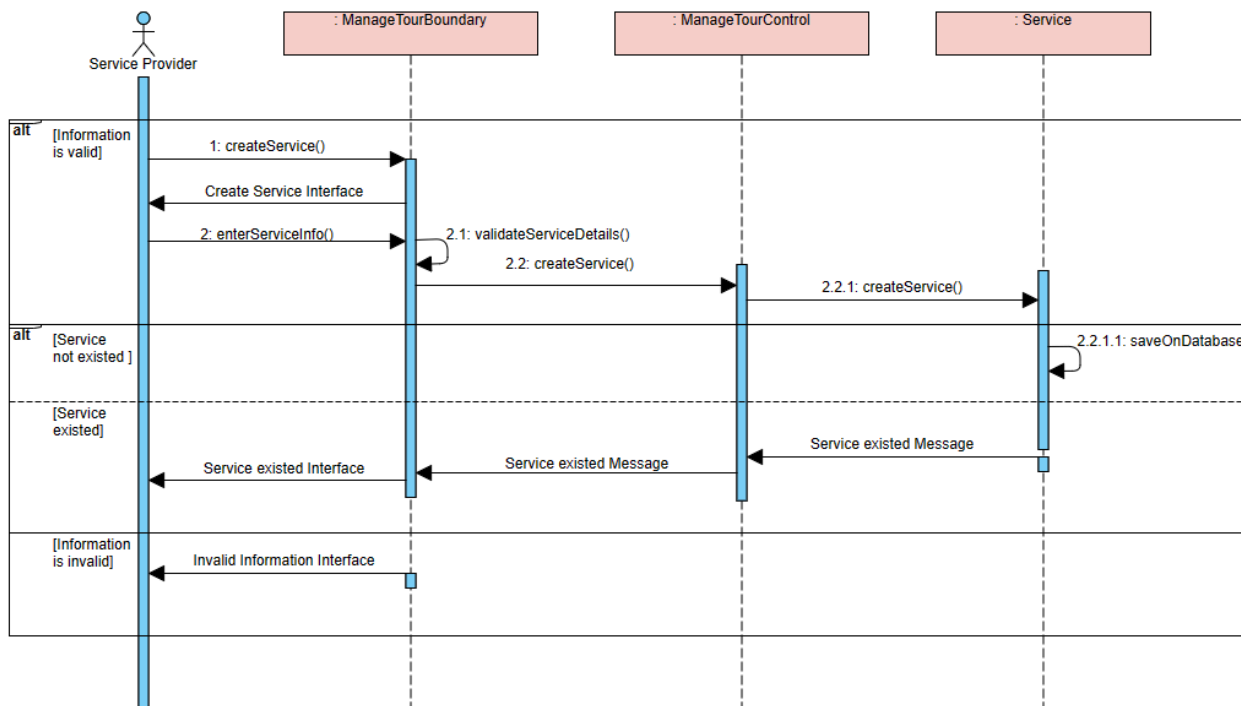 : ManageTourBoundary
: ManageTourControl
: Service
Service Provider
alt
[Information
is valid]
1: createService()
Create Service Interface
2: enterServiceInfo()
2.1: validateServiceDetails()
2.2: createService()
2.2.1: createService()
alt
[Service
not existed ]
2.2.1.1: saveOnDatabase
[Service
existed]
Service existed Message
Service existed Message
Service existed Interface
[Information
is invalid]
Invalid Information Interface